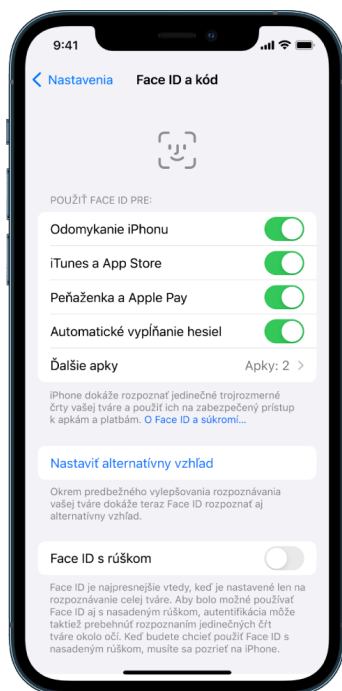 9:41
Nastavenia Face ID a kód
POUŽIŤ FACE ID PRE:
Odomykanie iPhonu
iTunes a App Store
Peňaženka a Apple Pay
Automatické vypĺňanie hesiel
Ďalšie apky Apky: 2
iPhone dokáže rozpoznať jedinečné trojrozmerné
črty vašej tváre a použiť ich na zabezpečený prístup
k apkám a platbám. O Face ID a súkromí...
Nastaviť alternatívny vzhľad
Okrem predbežného vylepšovania rozpoznávania
vašej tváre dokáže teraz Face ID rozpoznať aj
alternatívny vzhľad.
Face ID s rúškom
Face ID je najpresnejšie vtedy, keď je nastavené len na
rozpoznávanie celej tváre. Aby bolo možné používať
Face ID aj s nasadeným rúškom, autentifikácia môže
taktiež prebehnúť rozpoznaním jedinečných čŕt
tváre okolo očí. Keď budete chcieť použiť Face ID s
nasadeným rúškom, musíte sa pozrieť na iPhone.